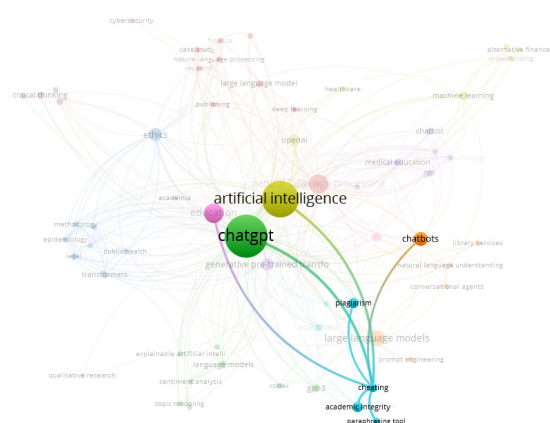 cybersecurity
finance
case study
nature language processing
research
alternative finance
crowdfunding
large language model
healthcare
critical thinking
machine learning
publishing
deep learning
ethics
chatbot
openai
medical education
artificial intelligence
academia
education
methodology
chatgpt
chatbots
epidemiology
library services
public health
legal
generative pre-trained transfo
natural language understanding
transformers
conversational agents
plagiarism
large language models
explainable artificial intelli
prompt engineering
language models
qualitative research
sentiment analysis
codex
gpt-3
cheating
topic modeling
academic integrity
paraphrasing tool